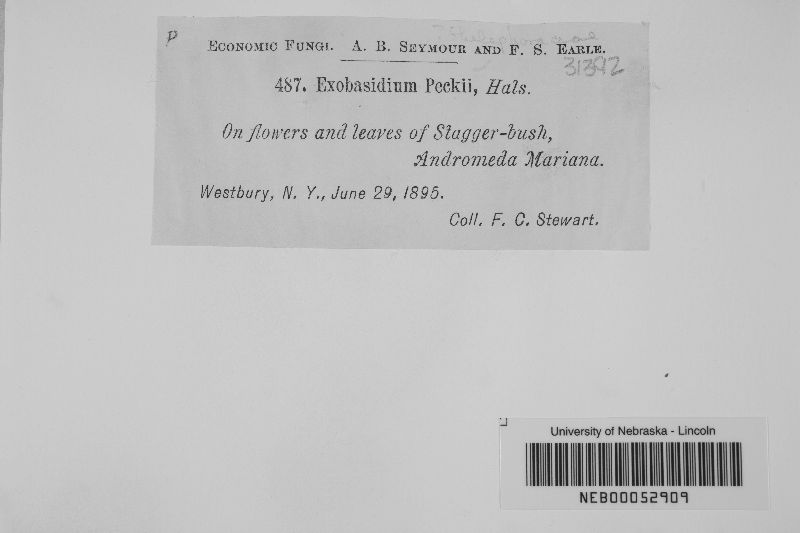 P
ECONOMIC FUNGI. A. B. SEYMOUR AND F. S. EARLE.
31392
487. Exobasidium Peckii, Hals.
On flowers and leaves of Stagger-bush,
Andromeda Mariana.
Westbury, N. Y., June 29, 1895.
Coll. F. C. Stewart.
University of Nebraska - Lincoln
NEB00052909